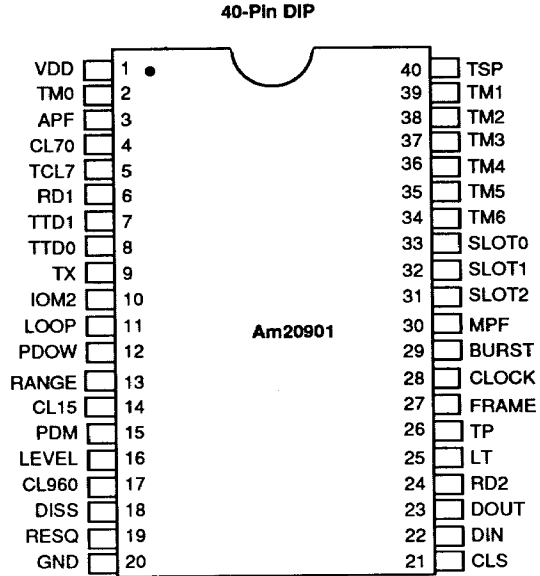 40-Pin DIP
VDD 1 40 TSP
TM0 2 39 TM1
APF 3 38 TM2
CL70 4 37 TM3
TCL7 5 36 TM4
RD1 6 35 TM5
TTD1 7 34 TM6
TTD0 8 33 SLOT0
TX 9 32 SLOT1
IOM2 10 31 SLOT2
LOOP 11 30 MPF
Am20901
PDOW 12 29 BURST
RANGE 13 28 CLOCK
CL15 14 27 FRAME
PDM 15 26 TP
LEVEL 16 25 LT
CL960 17 24 RD2
DISS 18 23 DOUT
RESQ 19 22 DIN
GND 20 21 CLS